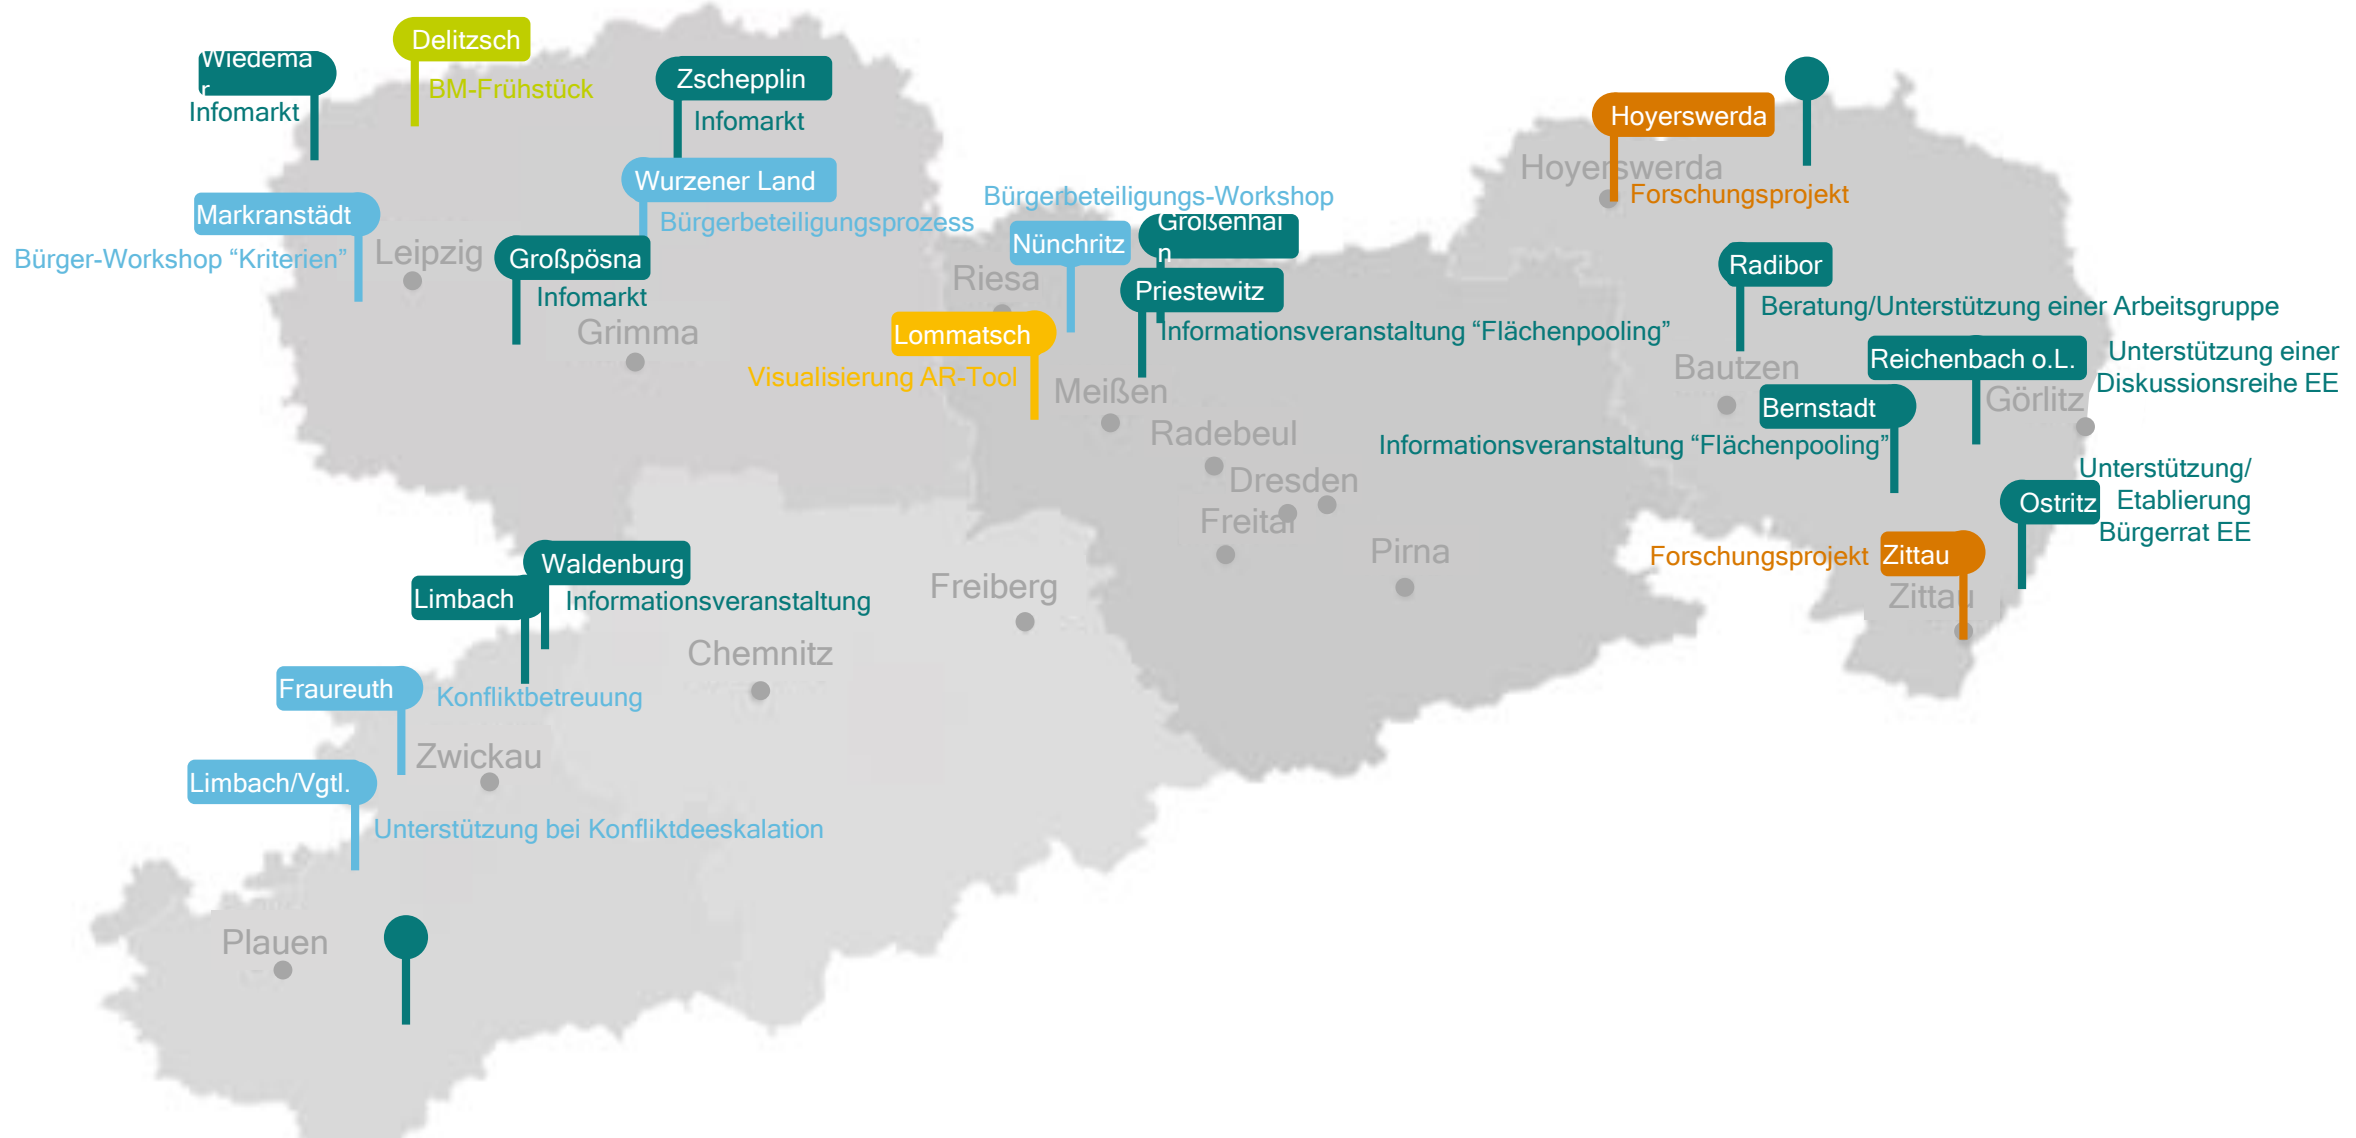 Delitzsch
BM-Frühstück
Wiedema
r
Infomarkt
Zschepplin
Infomarkt
Wurzener Land
Bürgerbeteiligungsprozess
Markranstädt
Bürger-Workshop “Kriterien”
Leipzig
Großpösna
Infomarkt
Grimma
Bürgerbeteiligungs-Workshop
Nünchritz
Großenhai
n
Riesa
Priestewitz
Informationsveranstaltung “Flächenpooling”
Lommatsch
Visualisierung AR-Tool
Meißen
Radebeul
Dresden
Freital
Pirna
Freiberg
Hoyerswerda
Hoyerswerda
Forschungsprojekt
Radibor
Beratung/Unterstützung einer Arbeitsgruppe
Bautzen
Reichenbach o.L.
Unterstützung einer
Diskussionsreihe EE
Görlitz
Bernstadt
Informationsveranstaltung “Flächenpooling”
Ostritz
Unterstützung/
Etablierung
Bürgerrat EE
Forschungsprojekt
Zittau
Zittau
Waldenburg
Limbach
Informationsveranstaltung
Chemnitz
Fraureuth
Konfliktbetreuung
Zwickau
Limbach/Vgtl.
Unterstützung bei Konfliktdeeskalation
Plauen